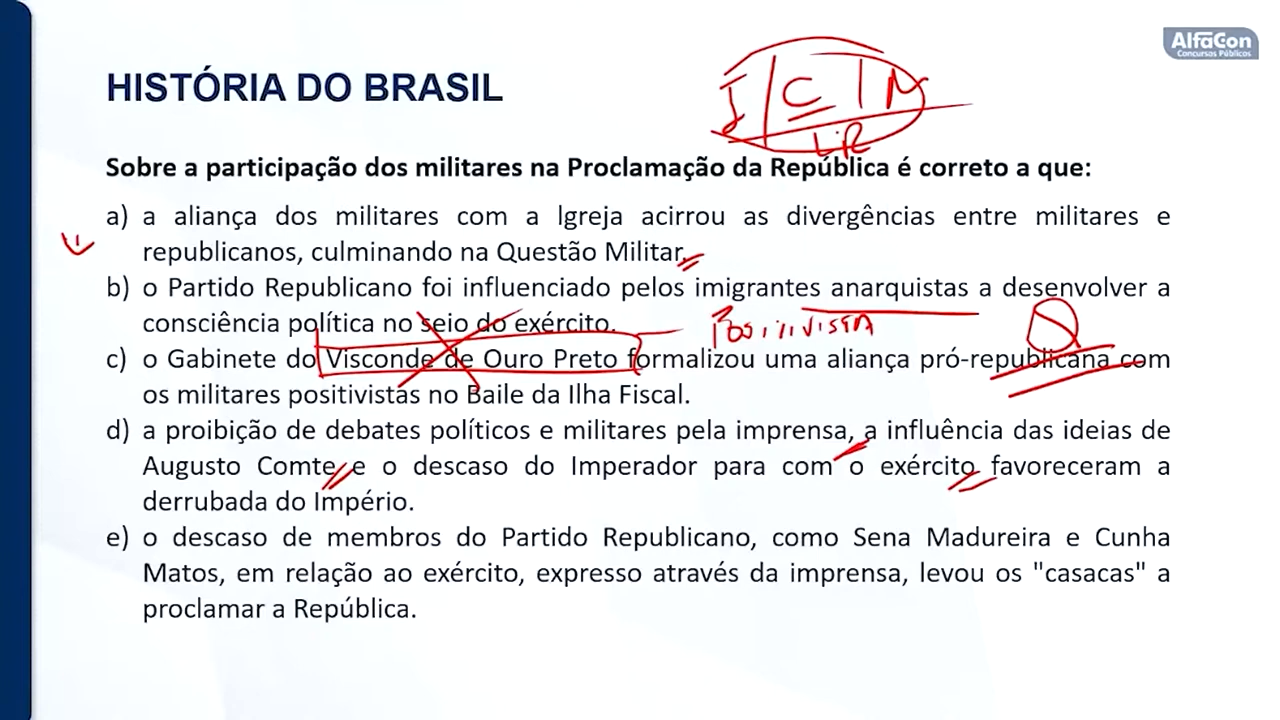 AlfaCon
Concursos Públicos
HISTÓRIA DO BRASIL
I C M
LiR
Sobre a participação dos militares na Proclamação da República é correto a que:
a) a aliança dos militares com a Igreja acirrou as divergências entre militares e
republicanos, culminando na Questão Militar.
b) o Partido Republicano foi influenciado pelos imigrantes anarquistas a desenvolver a
consciência política no seio do exército.
Positivista
c) o Gabinete do Visconde de Ouro Preto formalizou uma aliança pró-republicana com
os militares positivistas no Baile da Ilha Fiscal.
d) a proibição de debates políticos e militares pela imprensa, a influência das ideias de
Augusto Comte e o descaso do Imperador para com o exército favoreceram a
derrubada do Império.
e) o descaso de membros do Partido Republicano, como Sena Madureira e Cunha
Matos, em relação ao exército, expresso através da imprensa, levou os "casacas" a
proclamar a República.